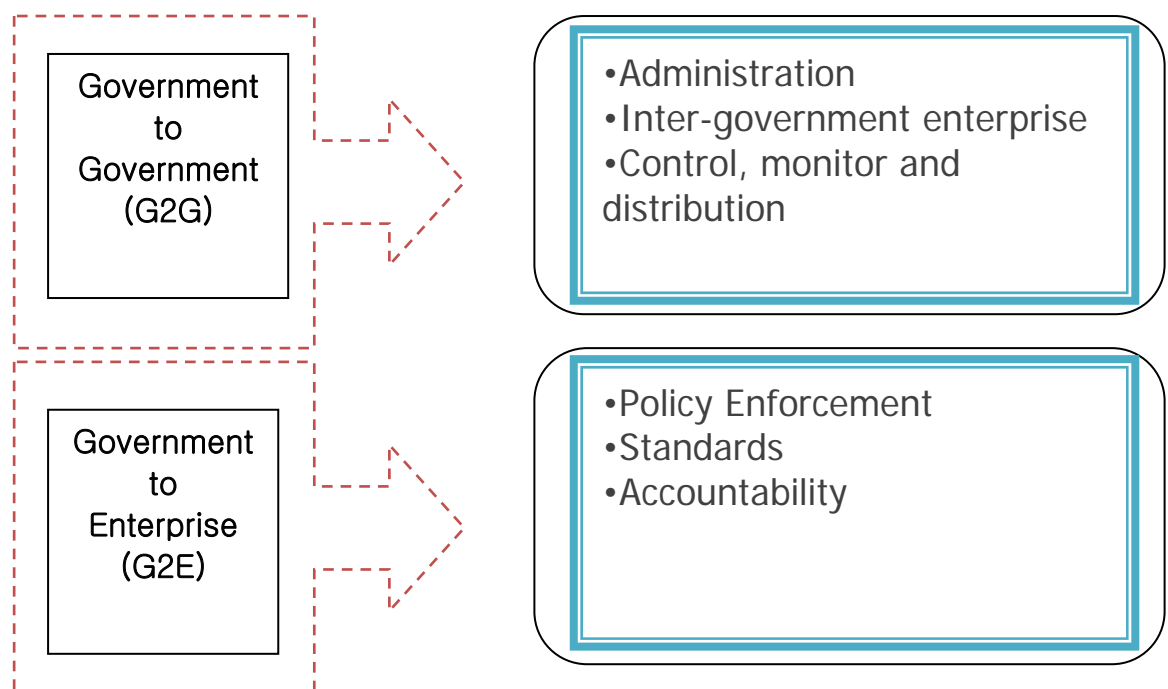 Government
to
Government
(G2G)
•Administration
•Inter-government enterprise
•Control, monitor and
distribution
Government
to
Enterprise
(G2E)
•Policy Enforcement
•Standards
•Accountability